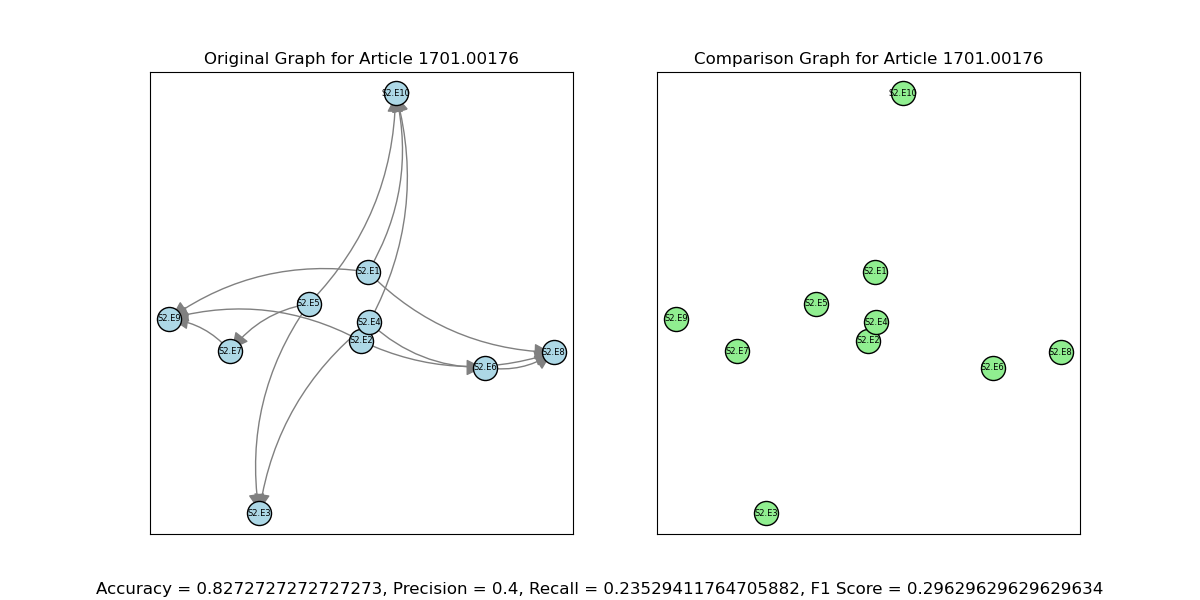 Original Graph for Article 1701.00176
S2.E10
S2.E1
S2.E5
S2.E9
S2.E4
S2.E2
S2.E7
S2.E8
S2.E6
S2.E3
Comparison Graph for Article 1701.00176
S2.E10
S2.E1
S2.E5
S2.E9
S2.E4
S2.E2
S2.E7
S2.E8
S2.E6
S2.E3
Accuracy = 0.8272727272727273, Precision = 0.4, Recall = 0.23529411764705882, F1 Score = 0.29629629629629634